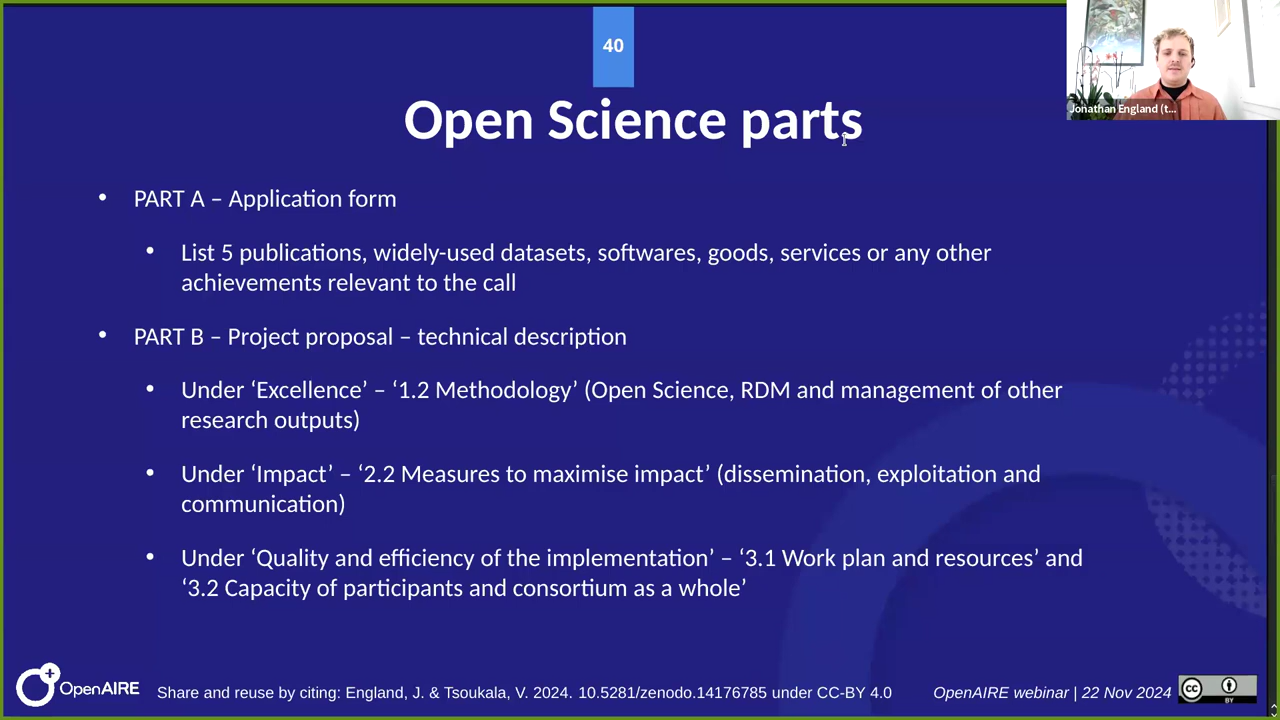 40
Jonathan England (t...
Open Science parts
• PART A – Application form
• List 5 publications, widely-used datasets, softwares, goods, services or any other
achievements relevant to the call
• PART B – Project proposal – technical description
• Under ‘Excellence’ – ‘1.2 Methodology’ (Open Science, RDM and management of other
research outputs)
• Under ‘Impact’ – ‘2.2 Measures to maximise impact’ (dissemination, exploitation and
communication)
• Under ‘Quality and efficiency of the implementation’ – ‘3.1 Work plan and resources’ and
‘3.2 Capacity of participants and consortium as a whole’
OpenAIRE
Share and reuse by citing: England, J. & Tsoukala, V. 2024. 10.5281/zenodo.14176785 under CC-BY 4.0
OpenAIRE webinar | 22 Nov 2024
cc
BY